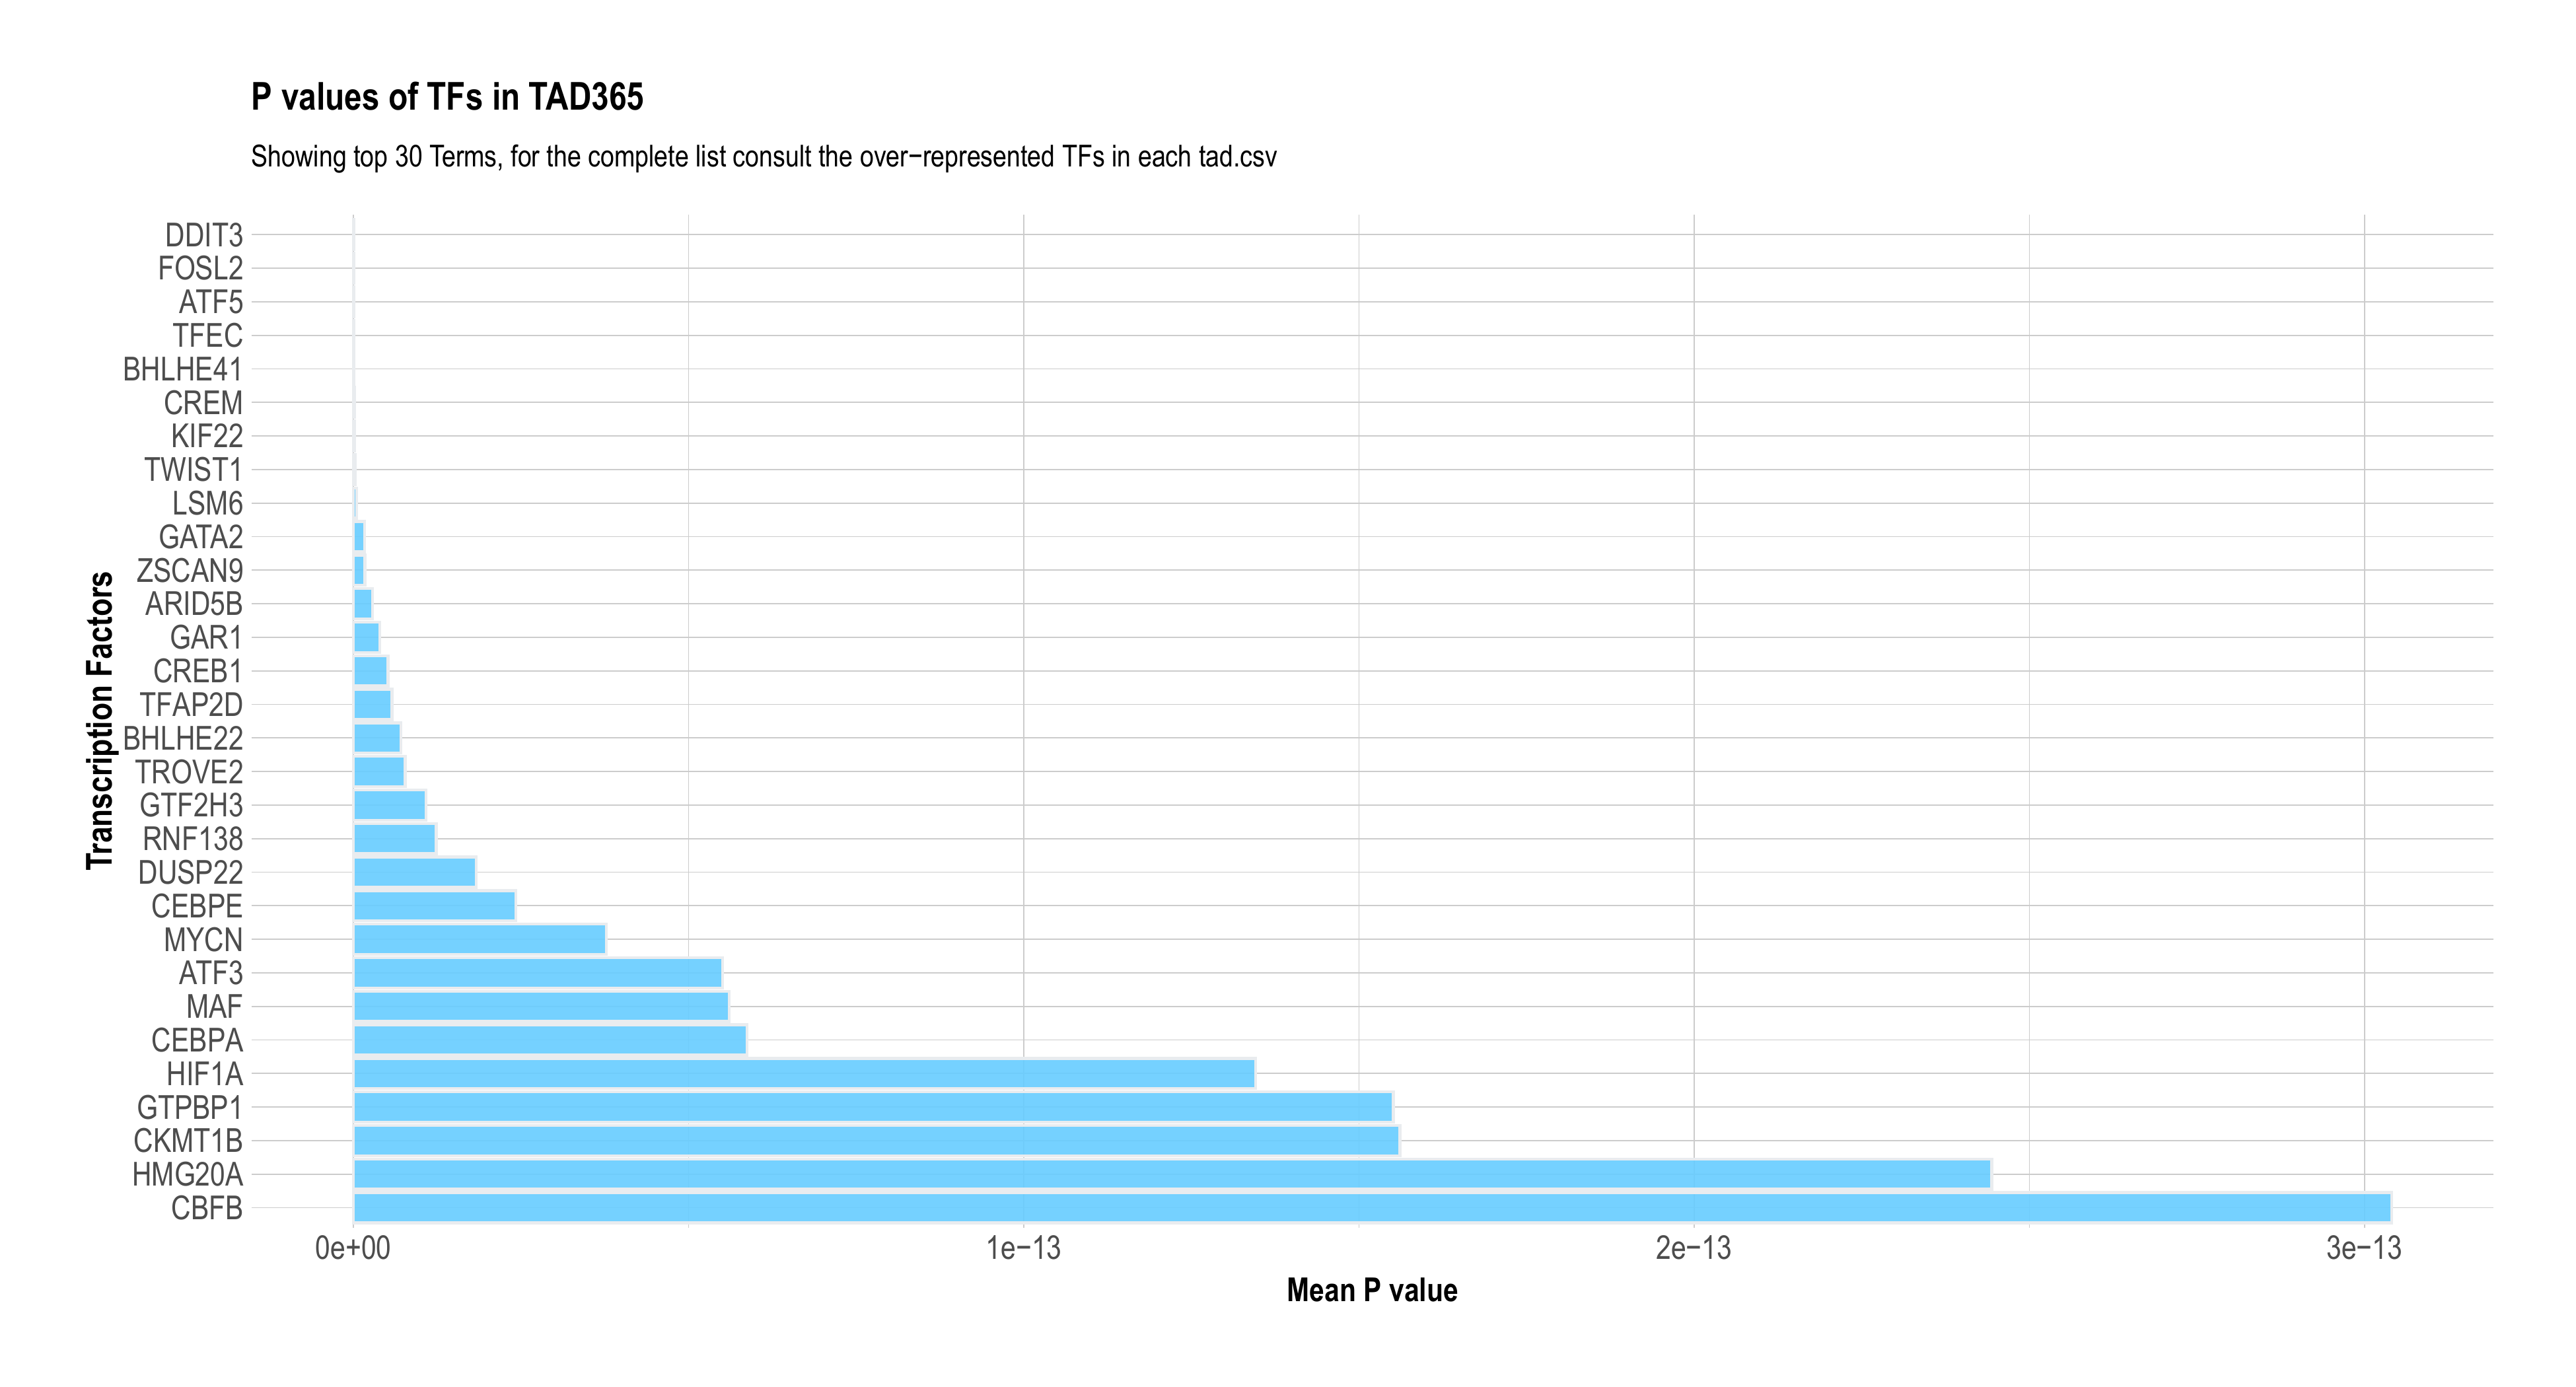 P values of TFs in TAD365
Showing top 30 Terms, for the complete list consult the over−represented TFs in each tad.csv
Transcription Factors
DDIT3
FOSL2
ATF5
TFEC
BHLHE41
CREM
KIF22
TWIST1
LSM6
GATA2
ZSCAN9
ARID5B
GAR1
CREB1
TFAP2D
BHLHE22
TROVE2
GTF2H3
RNF138
DUSP22
CEBPE
MYCN
ATF3
MAF
CEBPA
HIF1A
GTPBP1
CKMT1B
HMG20A
CBFB
0e+00 1e−13 2e−13 3e−13
Mean P value